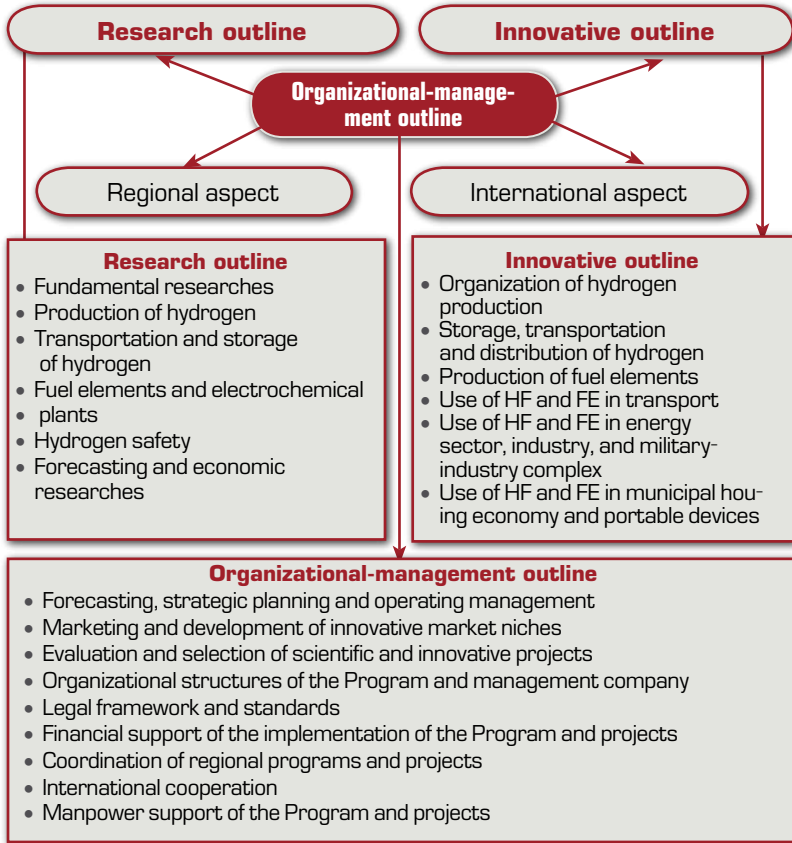 Research outline
Innovative outline
Organizational-manage-
ment outline
Regional aspect
International aspect
Research outline
• Fundamental researches
• Production of hydrogen
• Transportation and storage
of hydrogen
• Fuel elements and electrochemical
• plants
• Hydrogen safety
• Forecasting and economic
researches
Innovative outline
• Organization of hydrogen
production
• Storage, transportation
and distribution of hydrogen
• Production of fuel elements
• Use of HF and FE in transport
• Use of HF and FE in energy
sector, industry, and military-
industry complex
• Use of HF and FE in municipal hou-
ing economy and portable devices
Organizational-management outline
• Forecasting, strategic planning and operating management
• Marketing and development of innovative market niches
• Evaluation and selection of scientific and innovative projects
• Organizational structures of the Program and management company
• Legal framework and standards
• Financial support of the implementation of the Program and projects
• Coordination of regional programs and projects
• International cooperation
• Manpower support of the Program and projects